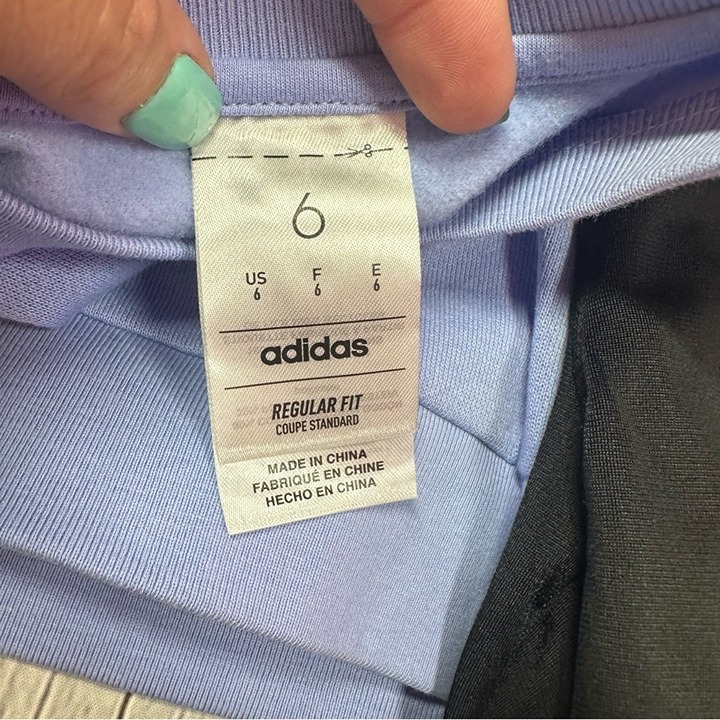 6
US F E
6 6 6
adidas
REGULAR FIT
COUPE STANDARD
MADE IN CHINA
FABRIQUÉ EN CHINE
HECHO EN CHINA